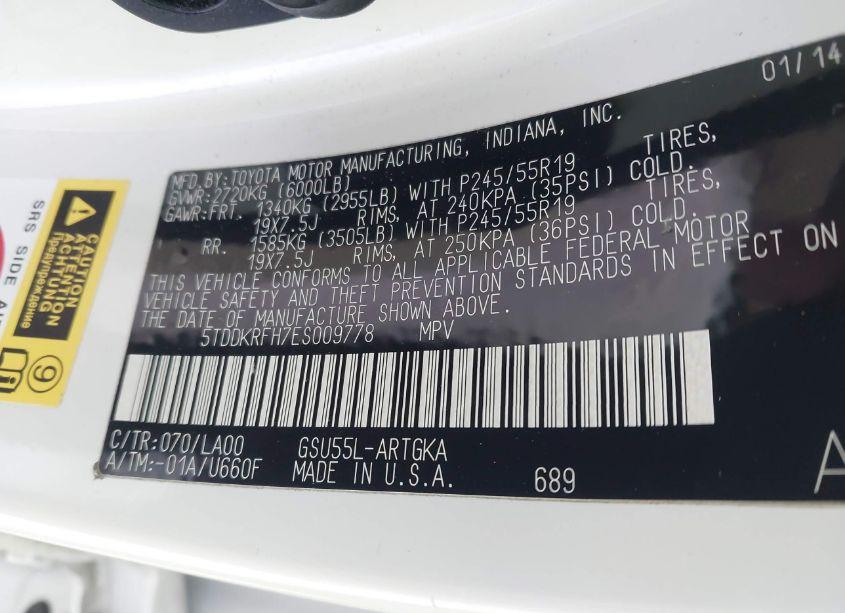 01/14
MFD.BY:TOYOTA MOTOR MANUFACTURING, INDIANA, INC.
GVWR:2720KG (6000LB)
GAWR:FRT. 1340KG (2955LB) WITH P245/55R19 TIRES,
19X7.5J RIMS, AT 240KPA (35PSI) COLD.
RR. 1585KG (3505LB) WITH P245/55R19 TIRES,
19X7.5J RIMS, AT 250KPA (36PSI) COLD.
THIS VEHICLE CONFORMS TO ALL APPLICABLE FEDERAL MOTOR
VEHICLE SAFETY AND THEFT PREVENTION STANDARDS IN EFFECT ON
THE DATE OF MANUFACTURE SHOWN ABOVE.
5TDDKRFH7ES009778 MPV
C/TR:070/LA00 GSU55L-ARTGKA
A/TM:-01A/U660F MADE IN U.S.A. 689
A
SRS SIDE
CAUTION
ATTENTION
ACHTUNG
Предупреждение
9